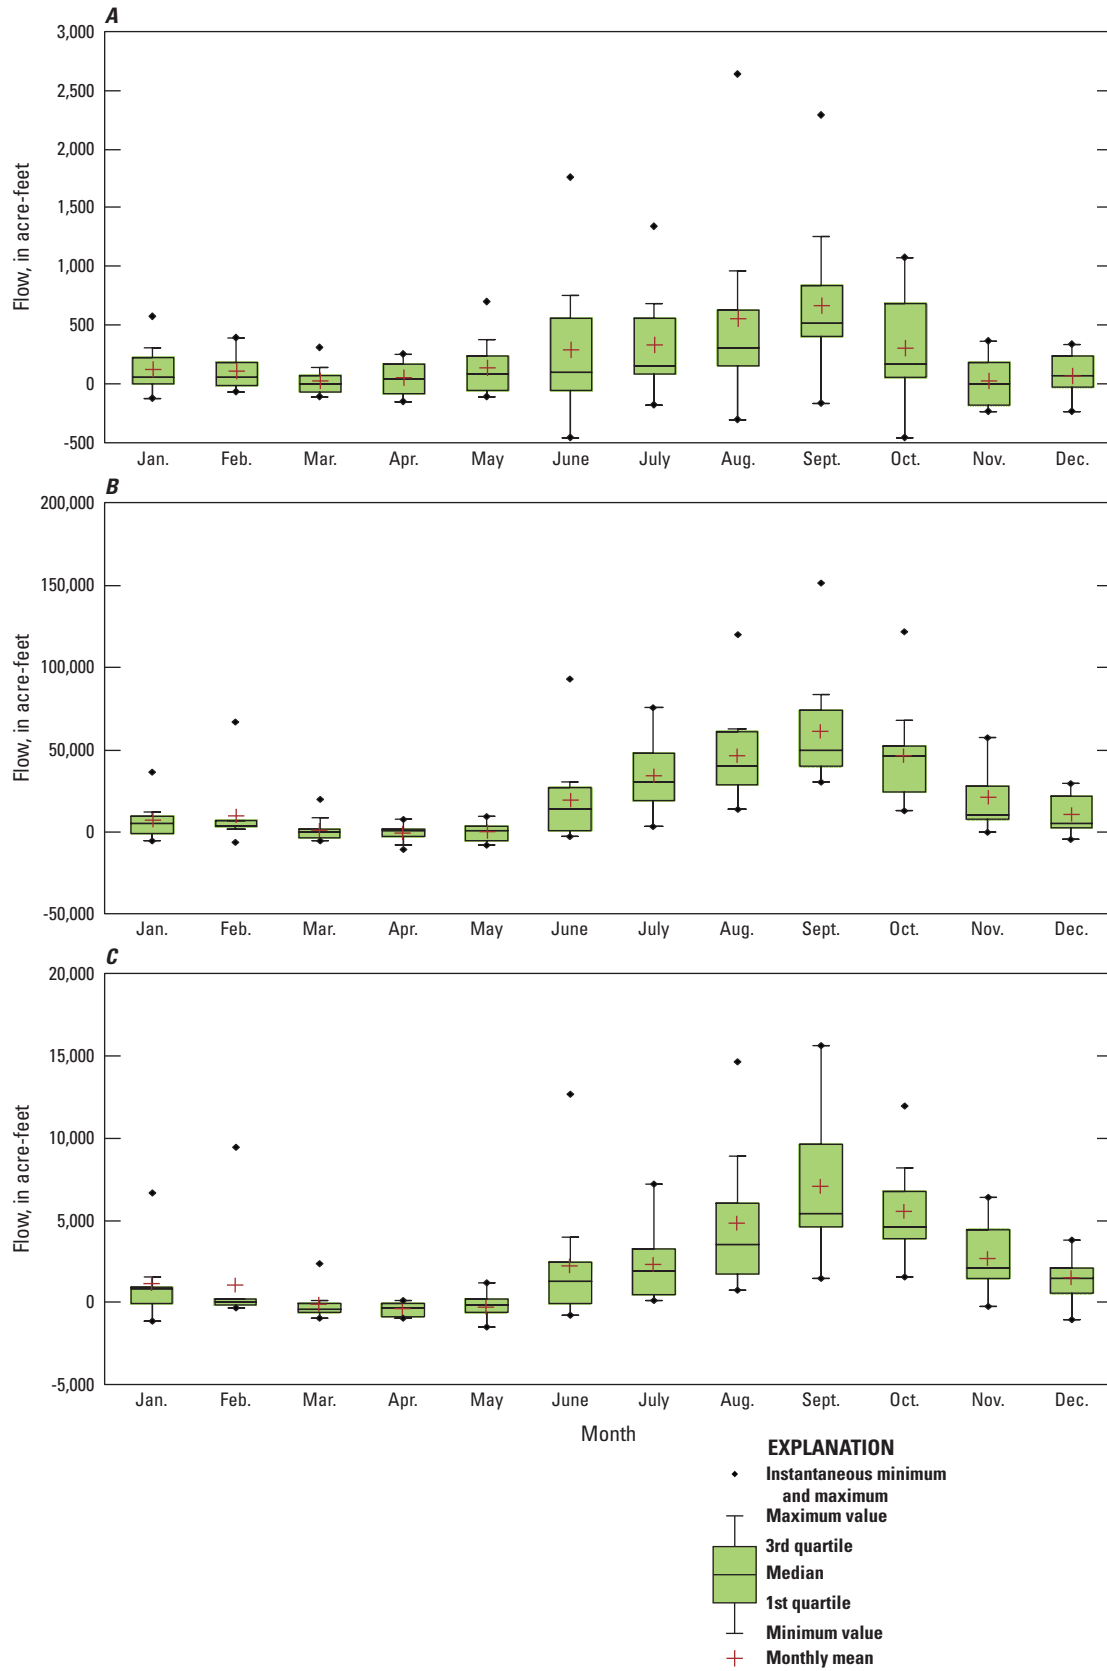 A
3,000
2,500
2,000
1,500
1,000
500
0
-500
Flow, in acre-feet
Jan. Feb. Mar. Apr. May June July Aug. Sept. Oct. Nov. Dec.
B
200,000
150,000
100,000
50,000
0
-50,000
Flow, in acre-feet
Jan. Feb. Mar. Apr. May June July Aug. Sept. Oct. Nov. Dec.
C
20,000
15,000
10,000
5,000
0
-5,000
Flow, in acre-feet
Jan. Feb. Mar. Apr. May June July Aug. Sept. Oct. Nov. Dec.
Month
EXPLANATION
Instantaneous minimum
and maximum
Maximum value
3rd quartile
Median
1st quartile
Minimum value
Monthly mean